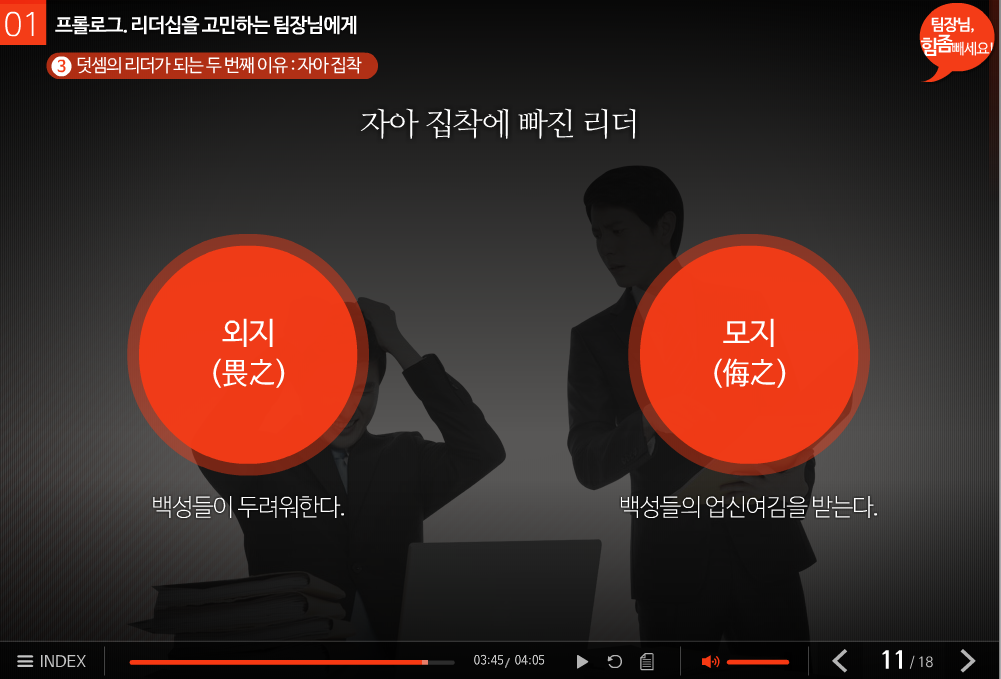 01 프롤로그. 리더십을 고민하는 팀장님에게
팀장님,
힘좀빼세요!
3 덧셈의 리더가 되는 두 번째 이유 : 자아 집착
자아 집착에 빠진 리더
외지
(畏之)
모지
(侮之)
백성들이 두려워한다.
백성들의 업신여김을 받는다.
INDEX
03:45/ 04:05
11 / 18